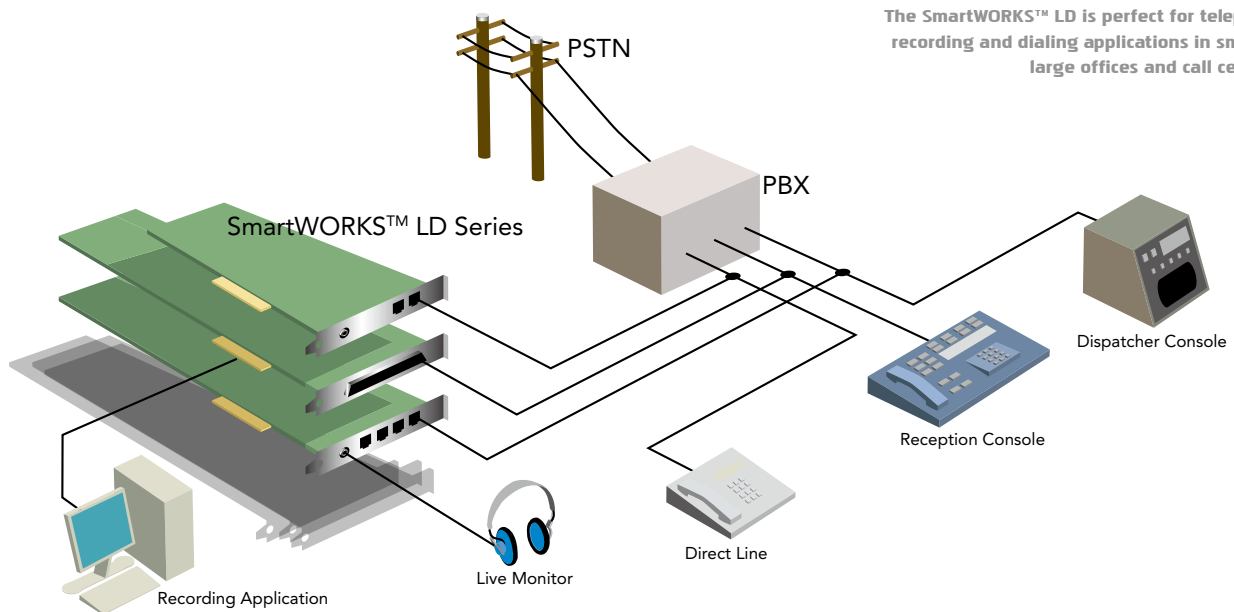 The SmartWORKS™ LD is perfect for
recording and dialing applications in
large offices and call
PSTN
PBX
SmartWORKS™ LD Series
Dispatcher Console
Reception Console
Direct Line
Live Monitor
Recording Application